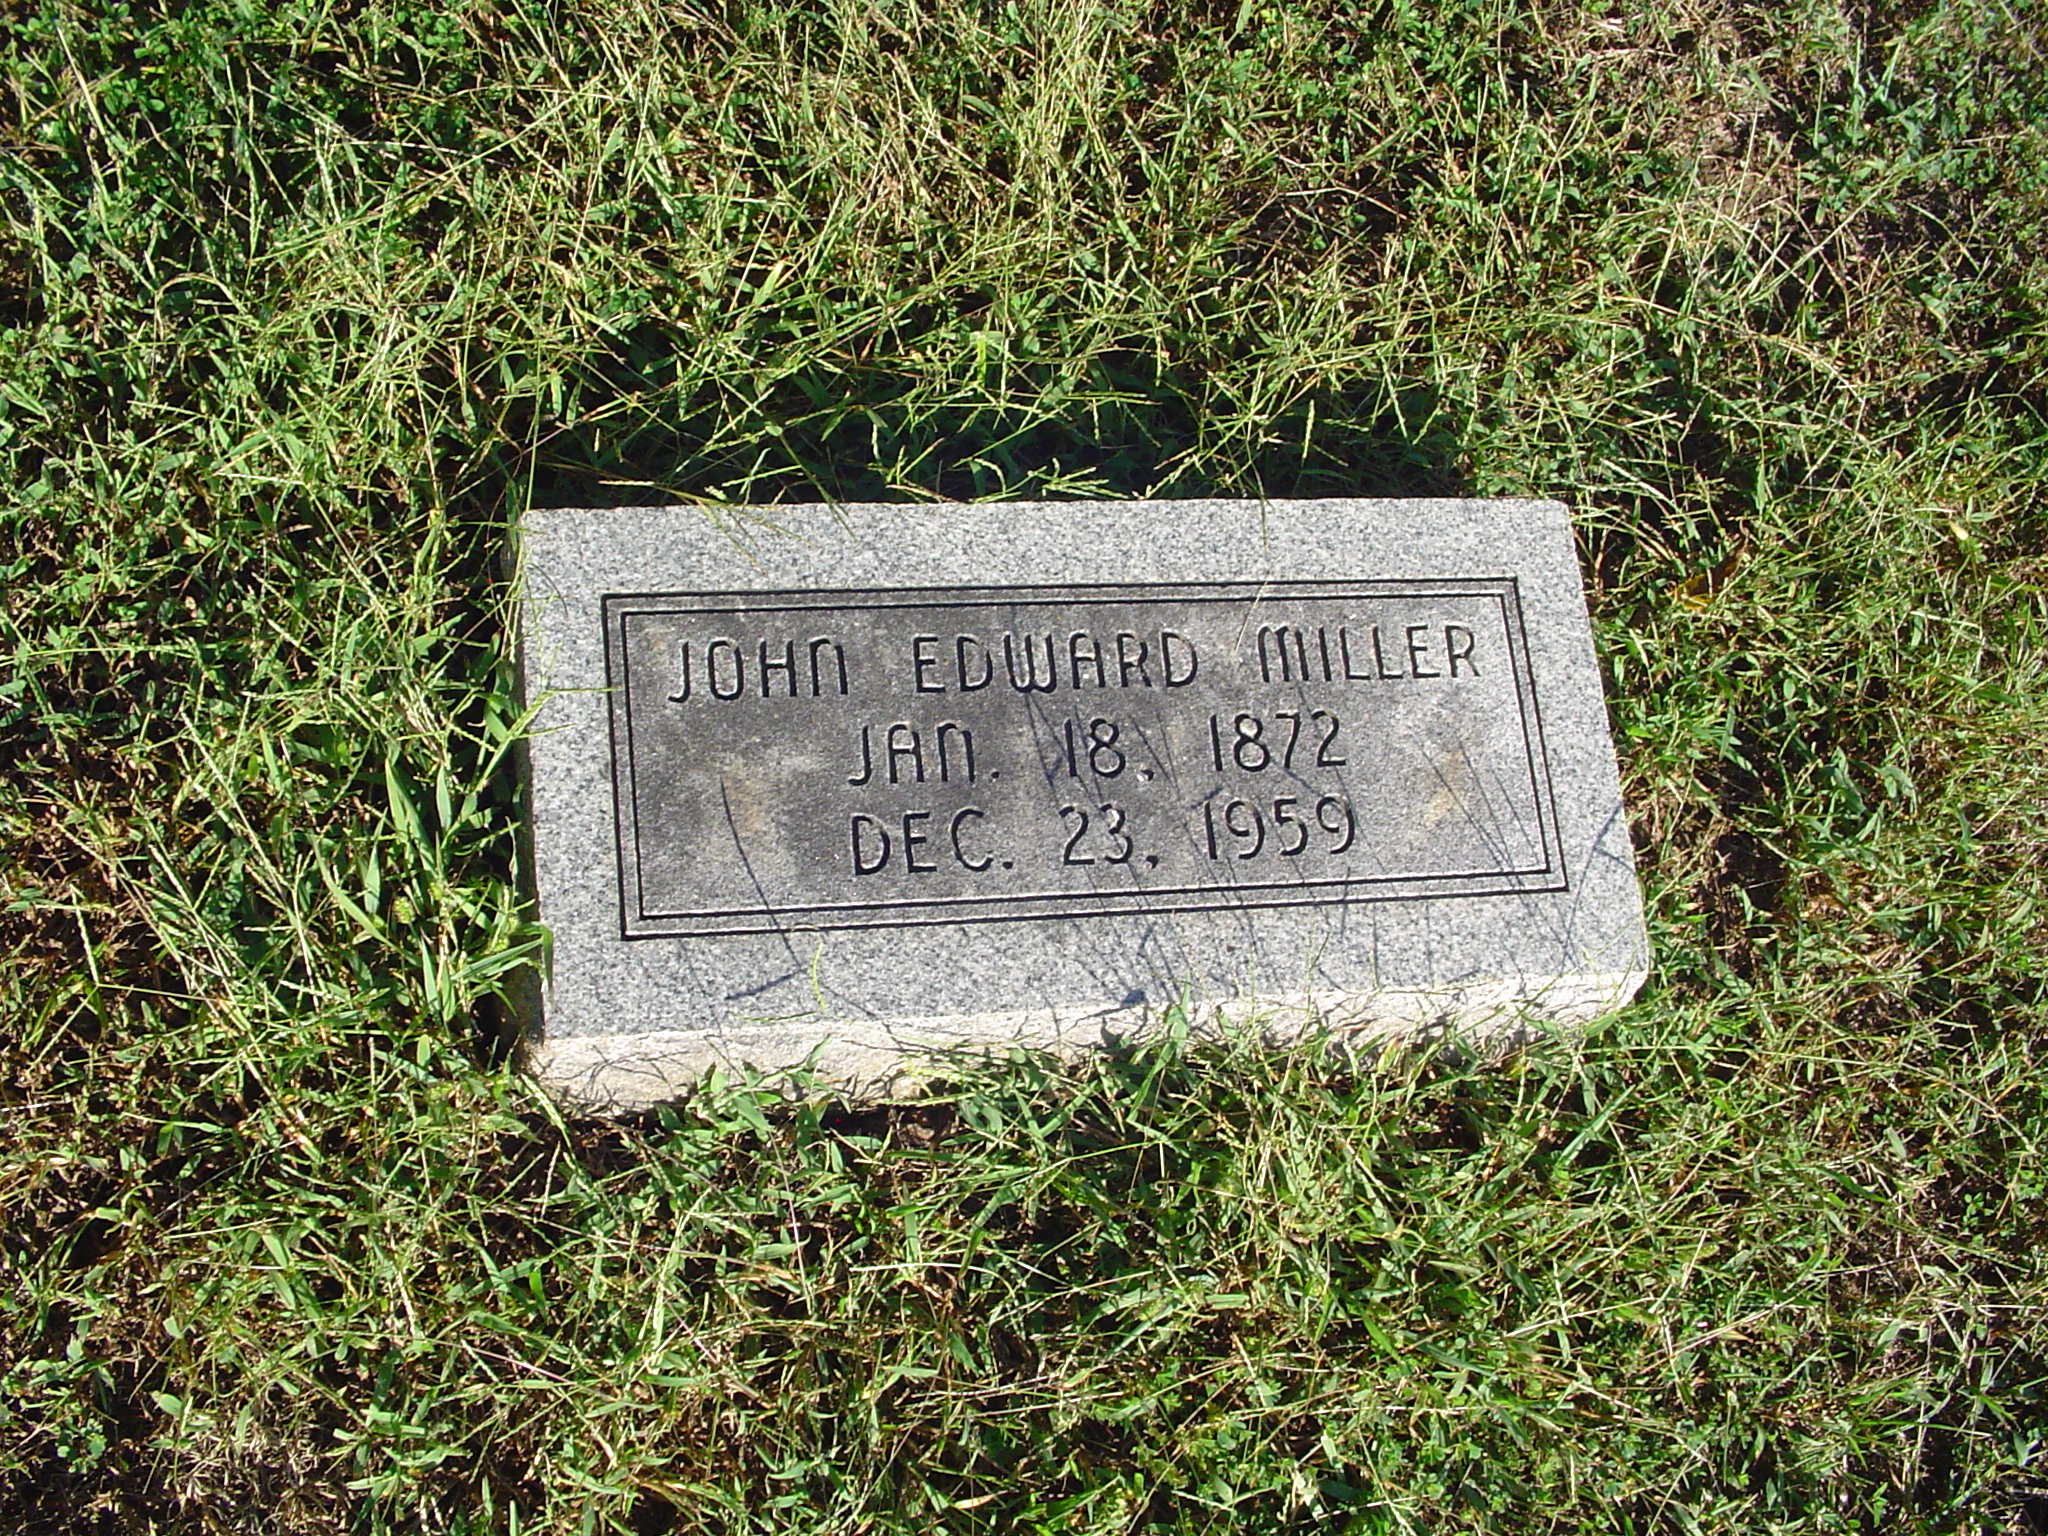 JOHN EDWARD MILLER
JAN. 18, 1872
DEC. 23, 1959